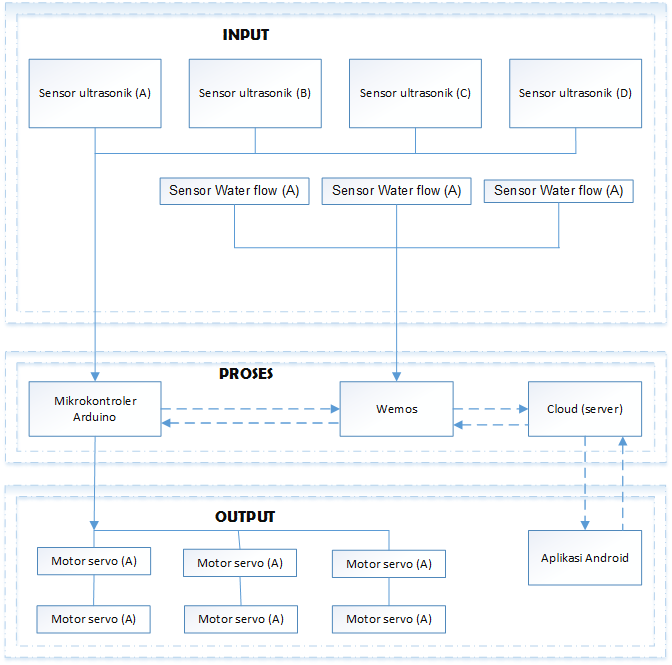 INPUT
Sensor ultrasonik (A)
Sensor ultrasonik (B)
Sensor ultrasonik (C)
Sensor ultrasonik (D)
Sensor Water flow (A)
Sensor Water flow (A)
Sensor Water flow (A)
PROSES
Mikrokontroler
Arduino
Wemos
Cloud (server)
OUTPUT
Motor servo (A)
Motor servo (A)
Motor servo (A)
Aplikasi Android
Motor servo (A)
Motor servo (A)
Motor servo (A)